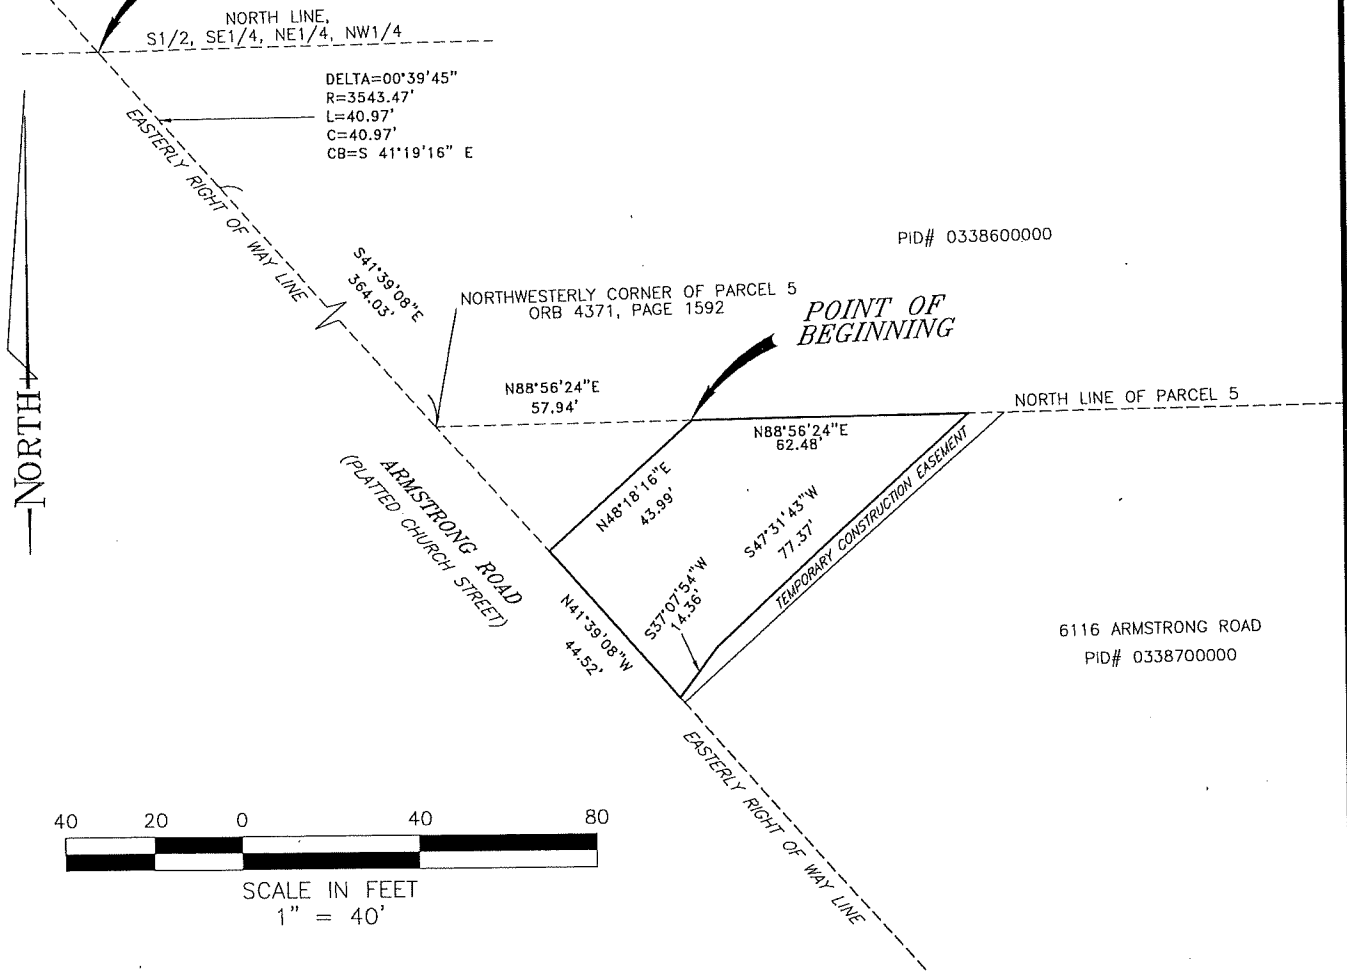 NORTH LINE,
S1/2, SE1/4, NE1/4, NW1/4
DELTA=00°39'45"
R=3543.47'
L=40.97'
C=40.97'
CB=S 41°19'16" E
EASTERLY RIGHT OF WAY LINE
PID# 0338600000
S41°39'08"E
364.03'
NORTHWESTERLY CORNER OF PARCEL 5
ORB 4371, PAGE 1592
POINT OF
BEGINNING
NORTH
N88°56'24"E
57.94'
NORTH LINE OF PARCEL 5
N88°56'24"E
62.48'
ARMSTRONG ROAD
(PLATTED CHURCH STREET)
N48°18'16"E
43.99'
S47°31'43"W
77.37'
TEMPORARY CONSTRUCTION EASEMENT
S37°07'54"W
14.36'
N41°39'08"W
44.52'
6116 ARMSTRONG ROAD
PID# 0338700000
EASTERLY RIGHT OF WAY LINE
40 20 0 40 80
SCALE IN FEET
1" = 40'